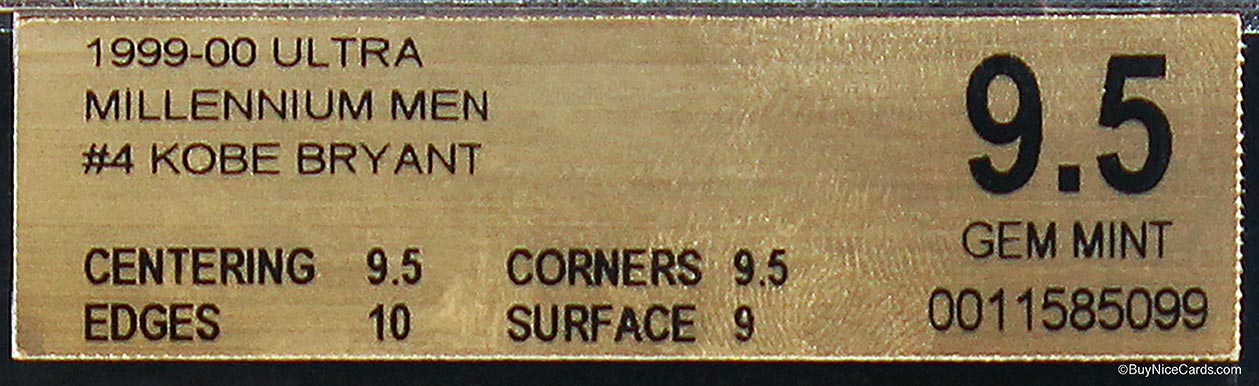 1999-00 ULTRA
MILLENNIUM MEN
#4 KOBE BRYANT
9.5
GEM MINT
0011585099
CENTERING 9.5 CORNERS 9.5
EDGES 10 SURFACE 9
©BuyNiceCards.com